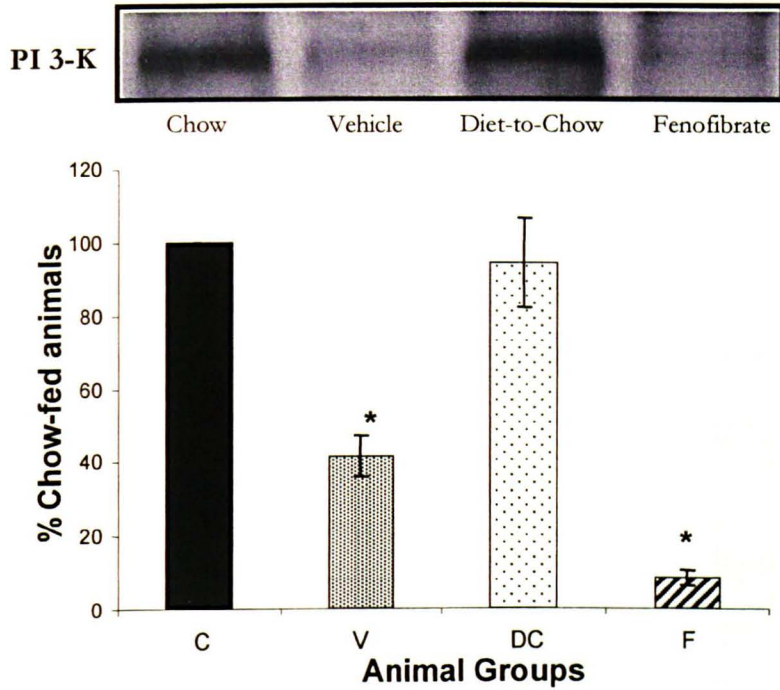 PI 3-K
Chow Vehicle Diet-to-Chow Fenofibrate
% Chow-fed animals
120
100
80
60
40
20
0
*
*
C V DC F
Animal Groups